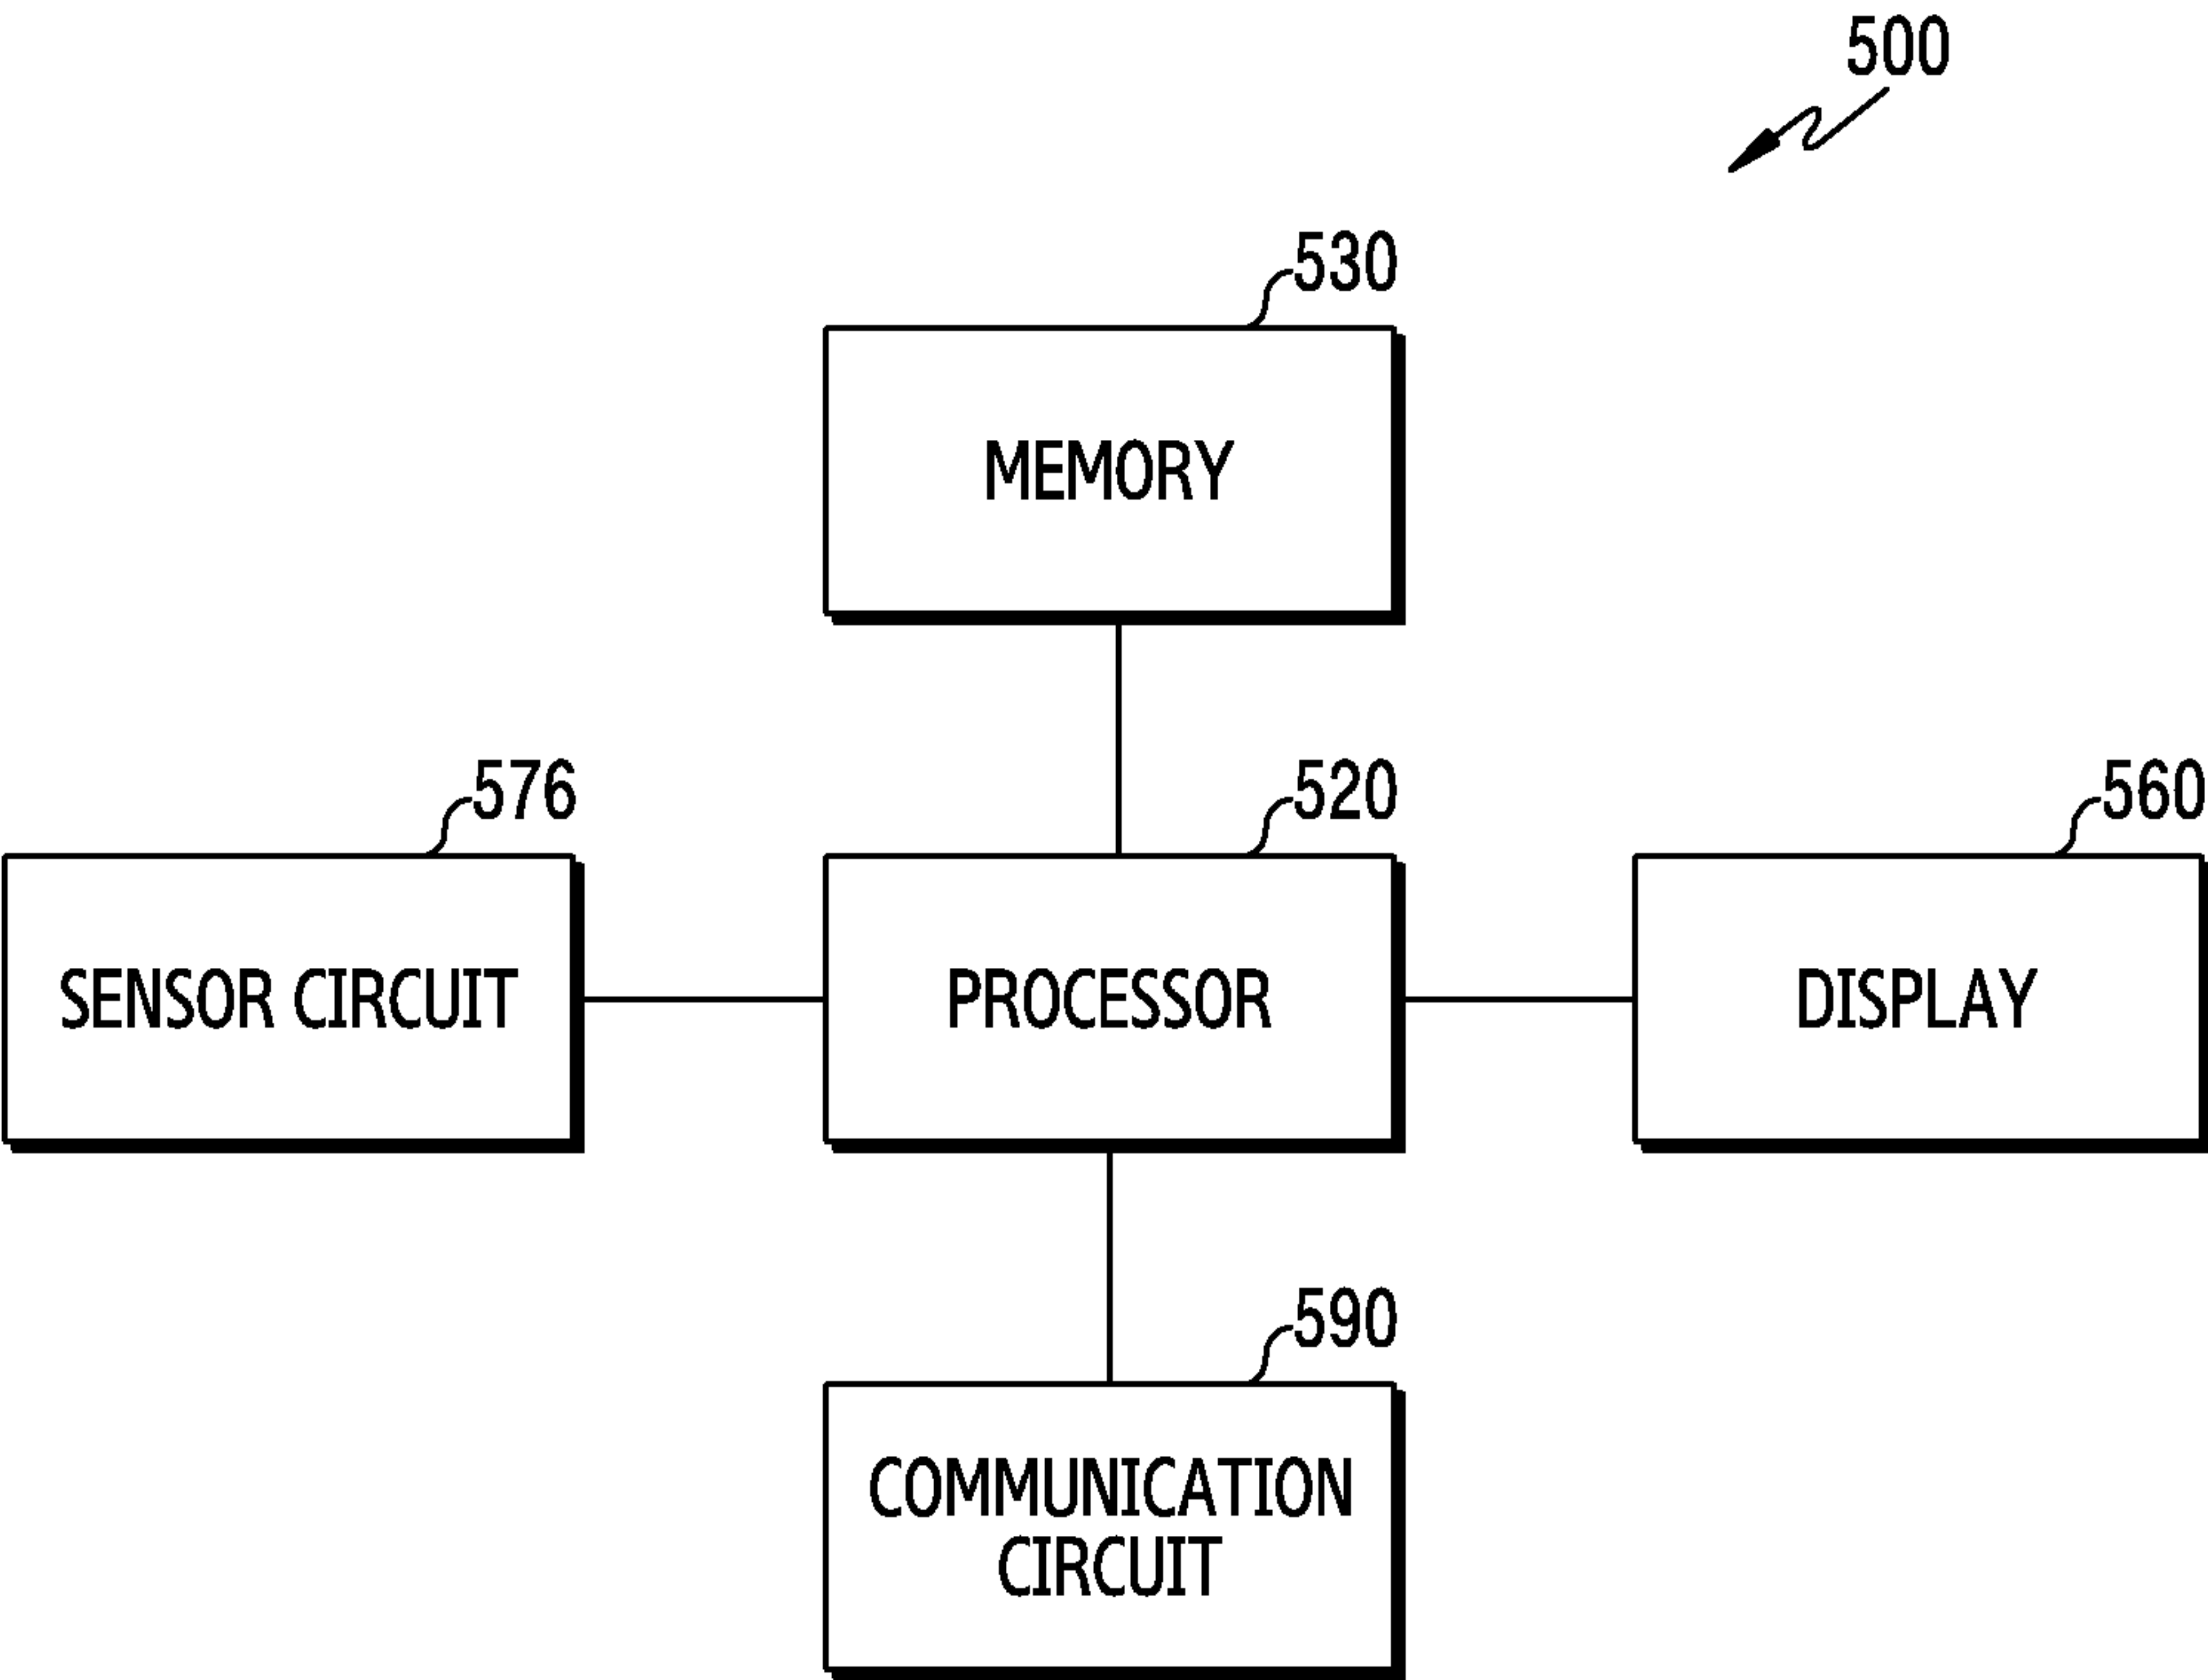 500
530
MEMORY
576
520
560
SENSOR CIRCUIT
PROCESSOR
DISPLAY
590
COMMUNICATION
CIRCUIT